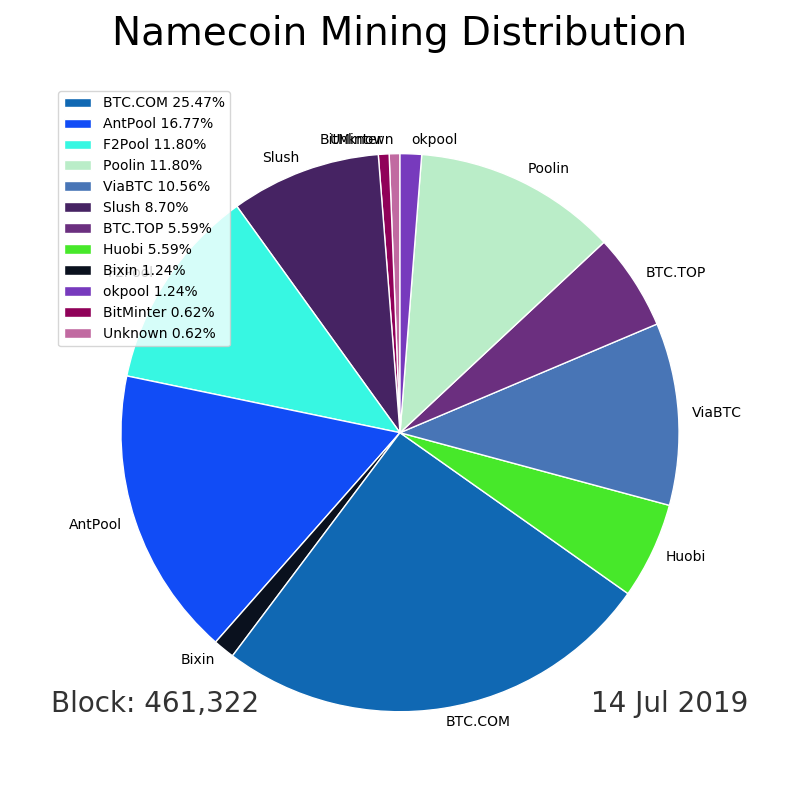 Namecoin Mining Distribution
BTC.COM 25.47%
AntPool 16.77%
F2Pool 11.80%
Poolin 11.80%
ViaBTC 10.56%
Slush 8.70%
BTC.TOP 5.59%
Huobi 5.59%
Bixin 1.24%
okpool 1.24%
BitMinter 0.62%
Unknown 0.62%
BitMinter
Unknown
okpool
Slush
Poolin
BTC.TOP
ViaBTC
AntPool
Huobi
Bixin
BTC.COM
Block: 461,322
14 Jul 2019